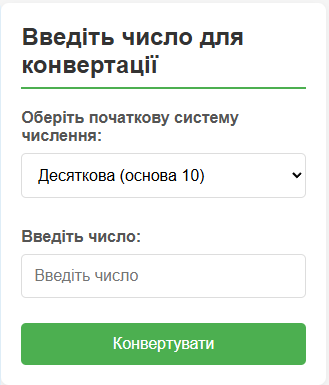 Введіть число для
конвертації
Оберіть початкову систему
числення:
Десяткова (основа 10)
Введіть число:
Введіть число
Конвертувати